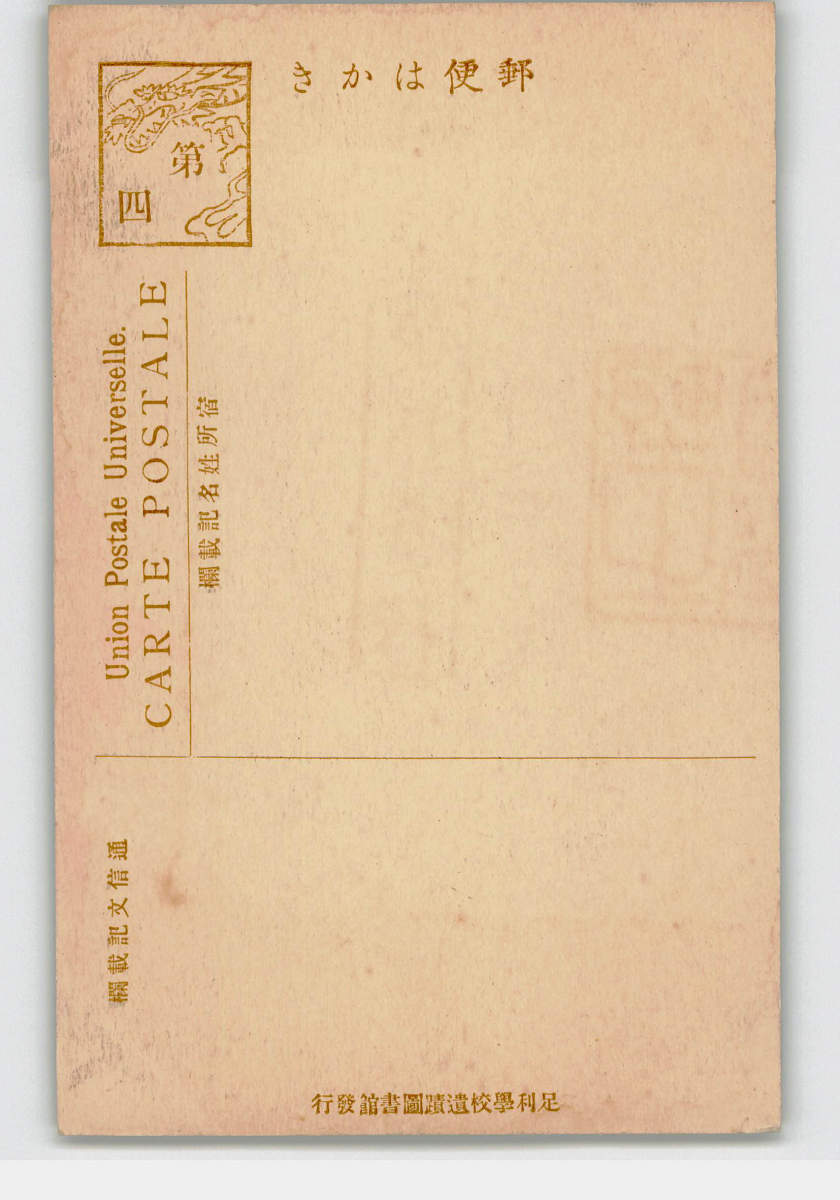 郵便はかき
第四
Union Postale Universelle.
CARTE POSTALE
宿所姓名記載欄
通信文記載欄
足利學校遺蹟圖書館發行